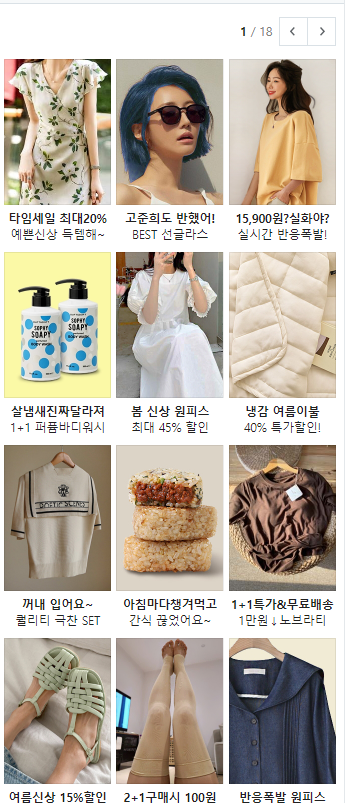 1 / 18
타임세일 최대20%
예쁜신상 득템해~
고준희도 반했어!
BEST 선글라스
15,900원?실화야?
실시간 반응폭발!
SOPHY
SOAPY
BODY WASH
SOPHY
SOAPY
BODY WASH
살냄새진짜달라져
1+1 퍼퓸바디워시
봄 신상 원피스
최대 45% 할인
냉감 여름이불
40% 특가할인!
꺼내 입어요~
퀄리티 극찬 SET
아침마다챙겨먹고
간식 끊었어요~
1+1특가&무료배송
1만원↓노브라티
여름신상 15%할인
2+1구매시 100원
반응폭발 원피스